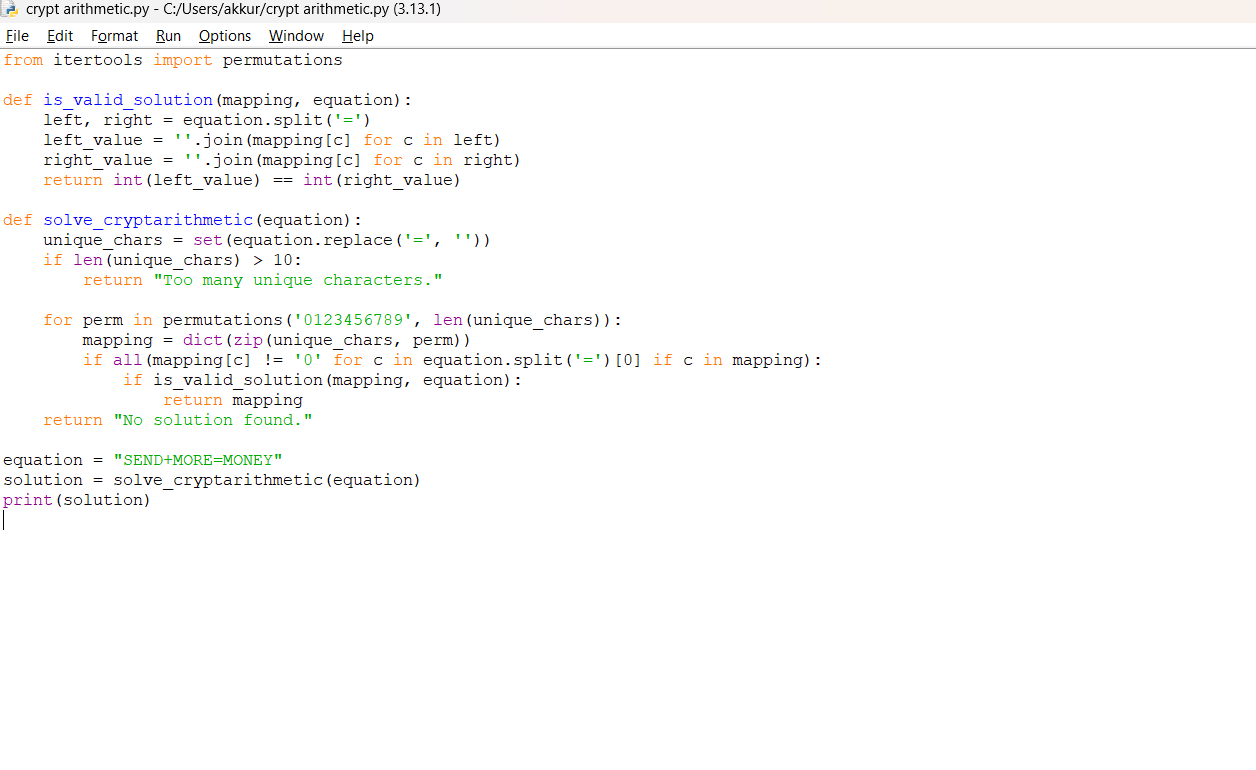 crypt arithmetic.py - C:/Users/akkur/crypt arithmetic.py (3.13.1)
File Edit Format Run Options Window Help
from itertools import permutations

def is_valid_solution(mapping, equation):
    left, right = equation.split('=')
    left_value = ''.join(mapping[c] for c in left)
    right_value = ''.join(mapping[c] for c in right)
    return int(left_value) == int(right_value)

def solve_cryptarithmetic(equation):
    unique_chars = set(equation.replace('=', ''))
    if len(unique_chars) > 10:
        return "Too many unique characters."

    for perm in permutations('0123456789', len(unique_chars)):
        mapping = dict(zip(unique_chars, perm))
        if all(mapping[c] != '0' for c in equation.split('=')[0] if c in mapping):
            if is_valid_solution(mapping, equation):
                return mapping
    return "No solution found."

equation = "SEND+MORE=MONEY"
solution = solve_cryptarithmetic(equation)
print(solution)